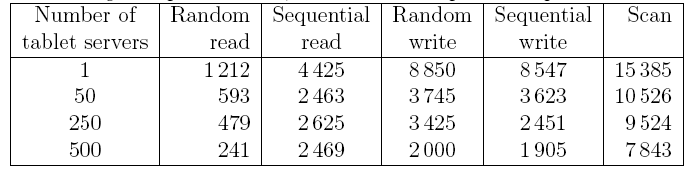 Number of Random Sequential Random Sequential Scan
tablet servers read read write write
1 1 212 4 425 8 850 8 547 15 385
50 593 2 463 3 745 3 623 10 526
250 479 2 625 3 425 2 451 9 524
500 241 2 469 2 000 1 905 7 843